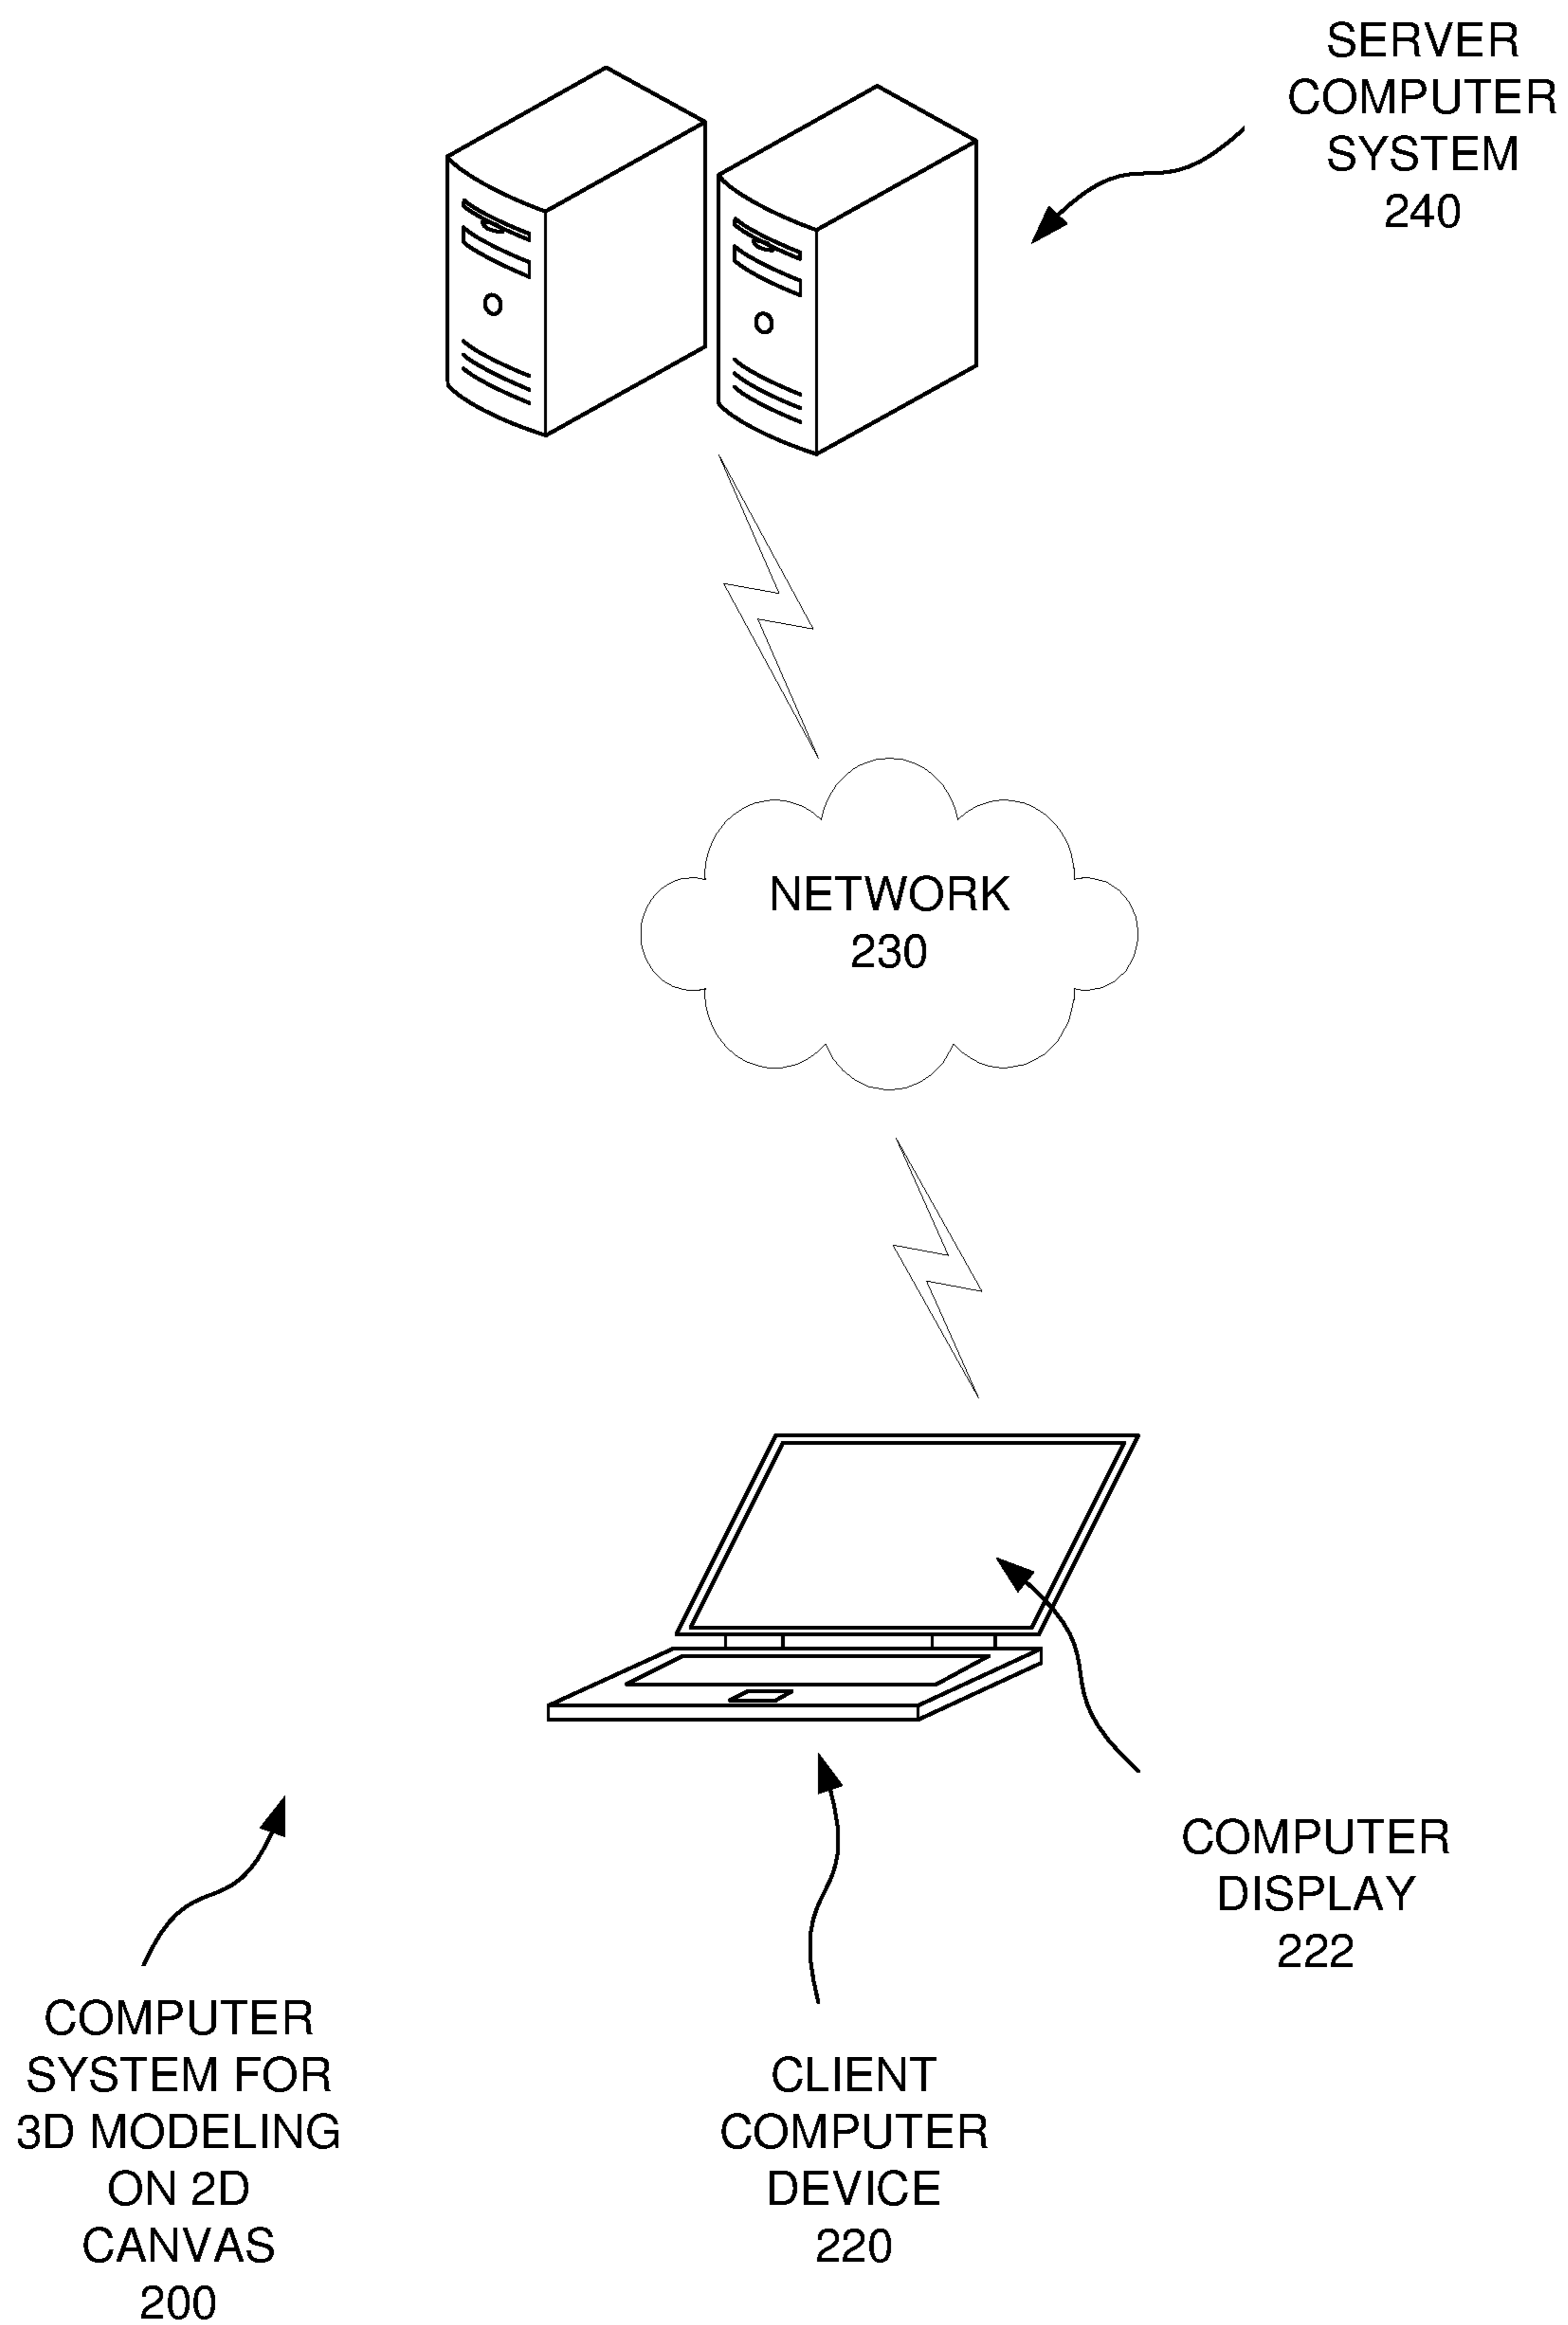 SERVER
COMPUTER
SYSTEM
240
NETWORK
230
COMPUTER
DISPLAY
222
COMPUTER
SYSTEM FOR
3D MODELING
ON 2D
CANVAS
200
CLIENT
COMPUTER
DEVICE
220